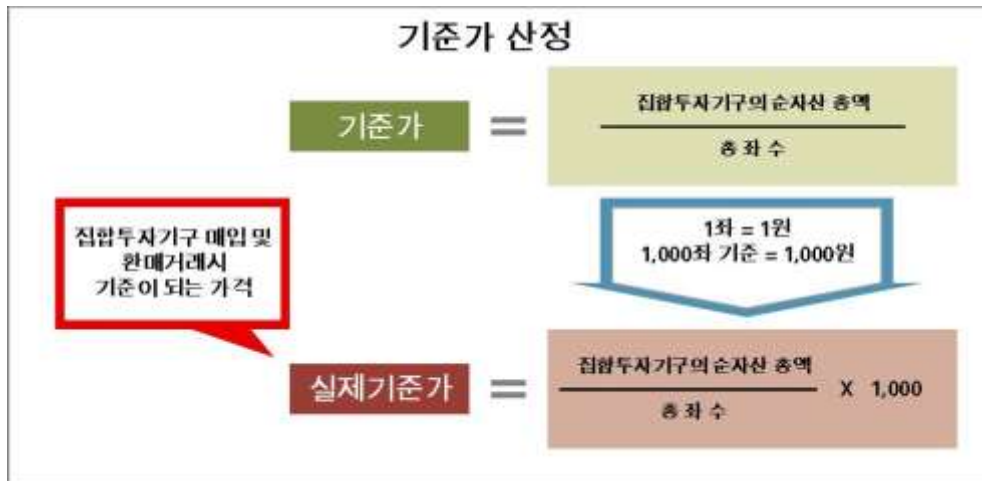 기준가 산정
기준가 =
집합투자기구의 순자산 총액
총 좌 수
집합투자기구 매입 및
환매거래시
기준이 되는 가격
1좌 = 1원
1,000좌 기준 = 1,000원
실제기준가 =
집합투자기구의 순자산 총액
X 1,000
총 좌 수